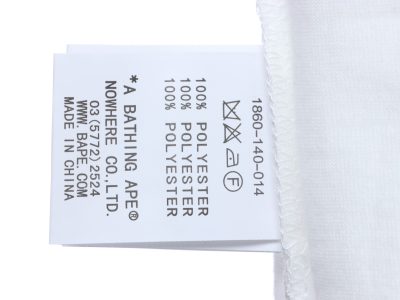 1860-140-014
100% POLYESTER
100% POLYESTER
100% POLYESTER
*A BATHING APE®
NOWHERE CO.,LTD.
03(5772)2524
WWW.BAPE.COM
MADE IN CHINA